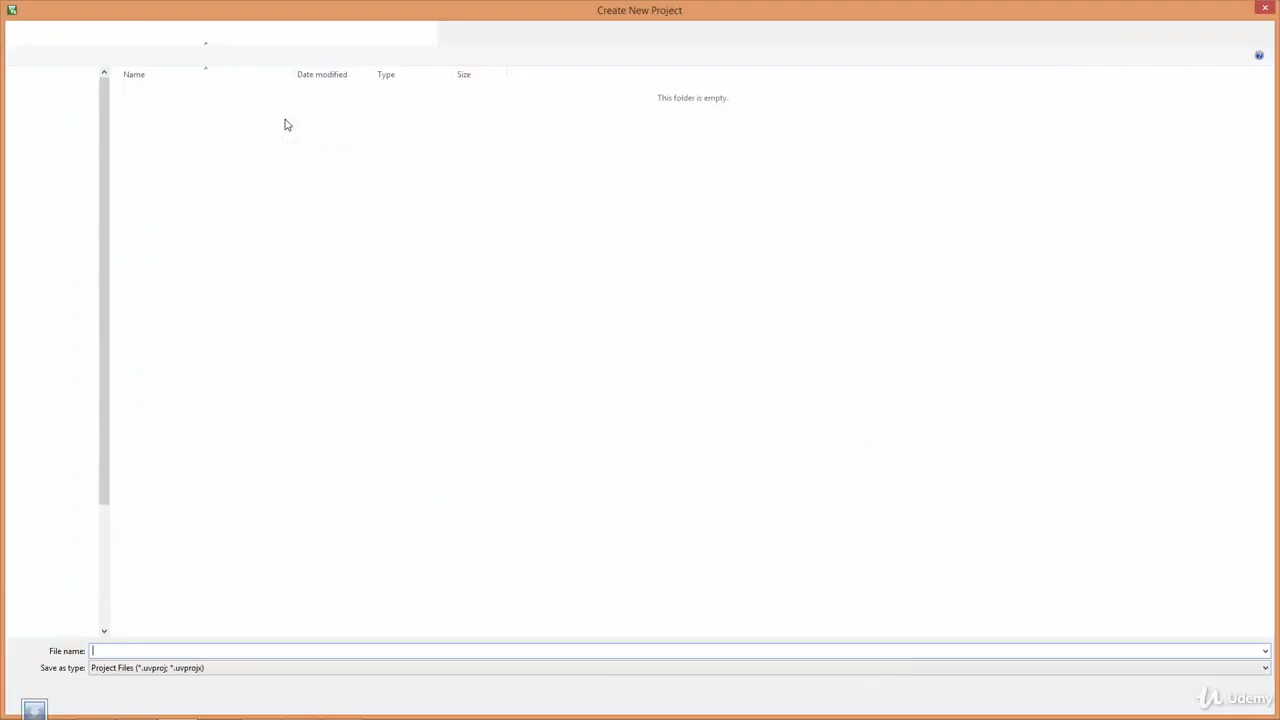 Create New Project
Name Date modified Type Size
This folder is empty.
File name:
Save as type: Project Files (*.uvproj; *.uvprojx)
Udemy